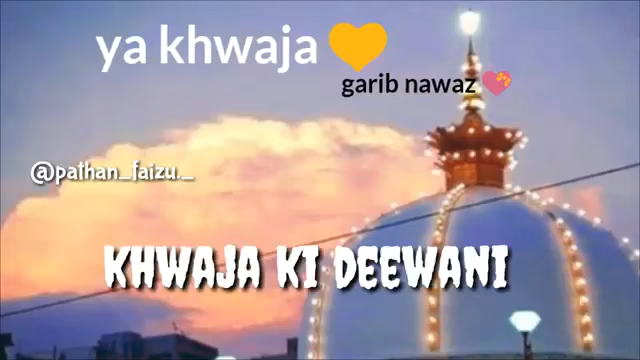 ya khwaja 💛
garib nawaz 💖
@pathan_faizu._
KHWAJA KI DEEWANI